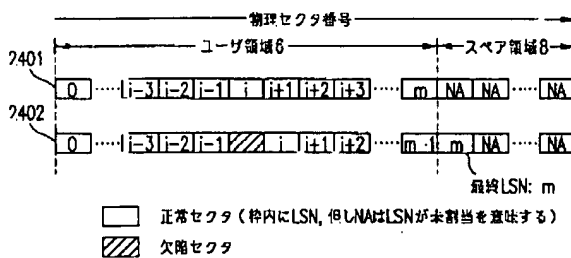 物理セクタ番号
ユーザ領域6 スペア領域8
2401
0 …… i-3 i-2 i-1 i i+1 i+2 i+3 …… m NA NA …… NA
2402
0 …… i-3 i-2 i-1 i i+1 i+2 …… m-1 m NA …… NA
最終LSN: m
正常セクタ(枠内にLSN, 但しNAはLSNが未割当を意味する)
欠陥セクタ